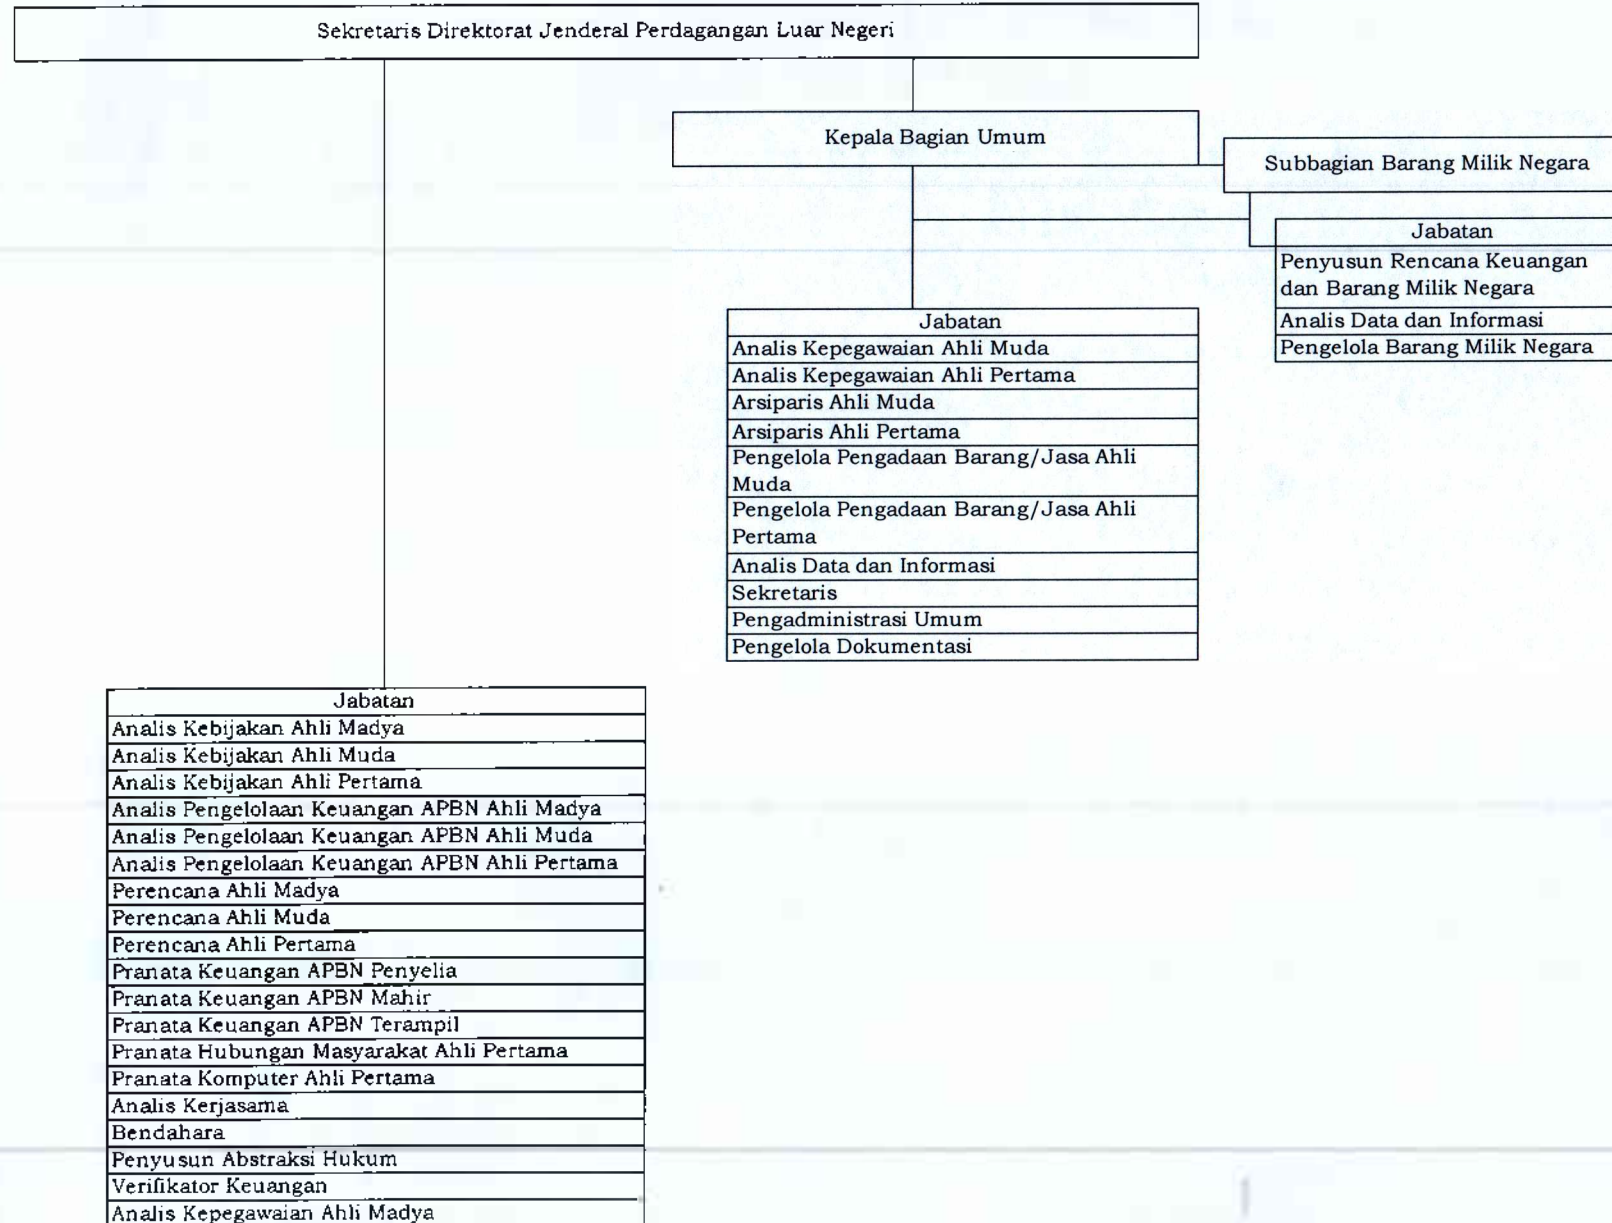 Sekretaris Direktorat Jenderal Perdagangan Luar Negeri
Kepala Bagian Umum
Subbagian Barang Milik Negara
Jabatan
Penyusun Rencana Keuangan
dan Barang Milik Negara
Analis Data dan Informasi
Pengelola Barang Milik Negara
Jabatan
Analis Kepegawaian Ahli Muda
Analis Kepegawaian Ahli Pertama
Arsiparis Ahli Muda
Arsiparis Ahli Pertama
Pengelola Pengadaan Barang/Jasa Ahli
Muda
Pengelola Pengadaan Barang/Jasa Ahli
Pertama
Analis Data dan Informasi
Sekretaris
Pengadministrasi Umum
Pengelola Dokumentasi
Jabatan
Analis Kebijakan Ahli Madya
Analis Kebijakan Ahli Muda
Analis Kebijakan Ahli Pertama
Analis Pengelolaan Keuangan APBN Ahli Madya
Analis Pengelolaan Keuangan APBN Ahli Muda
Analis Pengelolaan Keuangan APBN Ahli Pertama
Perencana Ahli Madya
Perencana Ahli Muda
Perencana Ahli Pertama
Pranata Keuangan APBN Penyelia
Pranata Keuangan APBN Mahir
Pranata Keuangan APBN Terampil
Pranata Hubungan Masyarakat Ahli Pertama
Pranata Komputer Ahli Pertama
Analis Kerjasama
Bendahara
Penyusun Abstraksi Hukum
Verifikator Keuangan
Analis Kepegawaian Ahli Madya